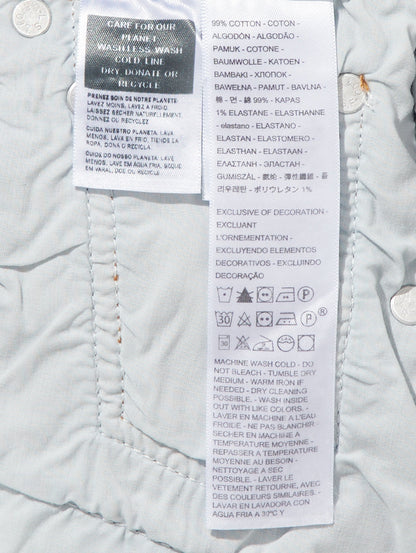 CARE FOR OUR
PLANET
WASH LESS, WASH
COLD, LINE
DRY, DONATE OR
RECYCLE
PRENEZ SOIN DE NOTRE PLANETE:
LAVEZ MOINS, LAVEZ A FROID,
LAISSEZ SECHER NATURELLEMENT,
DONNEZ OU RECYCLEZ
CUIDA NUESTRO PLANETA: LAVA
MENOS, LAVA EN FRIO, TIENDE LA
ROPA, DONA O RECICLA
CUIDE DO NOSSO PLANETA: LAVE
MENOS, LAVE EM ÁGUA FRIA, SEQUE
EM VARAL, DOE OU RECICLE
99% COTTON - COTON -
ALGODÓN - ALGODÃO -
PAMUK - COTONE -
BAUMWOLLE - KATOEN -
BAMBAKI - ХЛОПОК -
BAWEŁNA - PAMUT - BAVLNA -
棉 - 면 - 綿 99% - KAPAS
1% ELASTANE - ELASTHANNE
- elastano - ELASTANO -
ELASTAN - ELASTAN -
ELASTHAN - ELASTAAN -
ΕΛΑΣΤΑΝΗ - ЭЛАСТАН -
GUMISZÁL - 氨纶 - 彈性纖維 - 폴
리우레탄 - ポリウレタン 1%
EXCLUSIVE OF DECORATION -
EXCLUANT
L'ORNEMENTATION -
EXCLUYENDO ELEMENTOS
DECORATIVOS - EXCLUINDO
DECORAÇÃO
P
30 P ®
30
MACHINE WASH COLD - DO
NOT BLEACH - TUMBLE DRY
MEDIUM - WARM IRON IF
NEEDED - DRY CLEANING
POSSIBLE. - WASH INSIDE
OUT WITH LIKE COLORS. -
LAVER EN MACHINE A L'EAU
FROIDE - NE PAS BLANCHIR -
SECHER EN MACHINE A
TEMPERATURE MOYENNE -
REPASSER A TEMPERATURE
MOYENNE AU BESOIN -
NETTOYAGE A SEC
POSSIBLE. - LAVER LE
VETEMENT RETOURNE, AVEC
DES COULEURS SIMILAIRES. -
LAVAR EN LAVADORA CON
AGUA FRIA A 30ºC Y